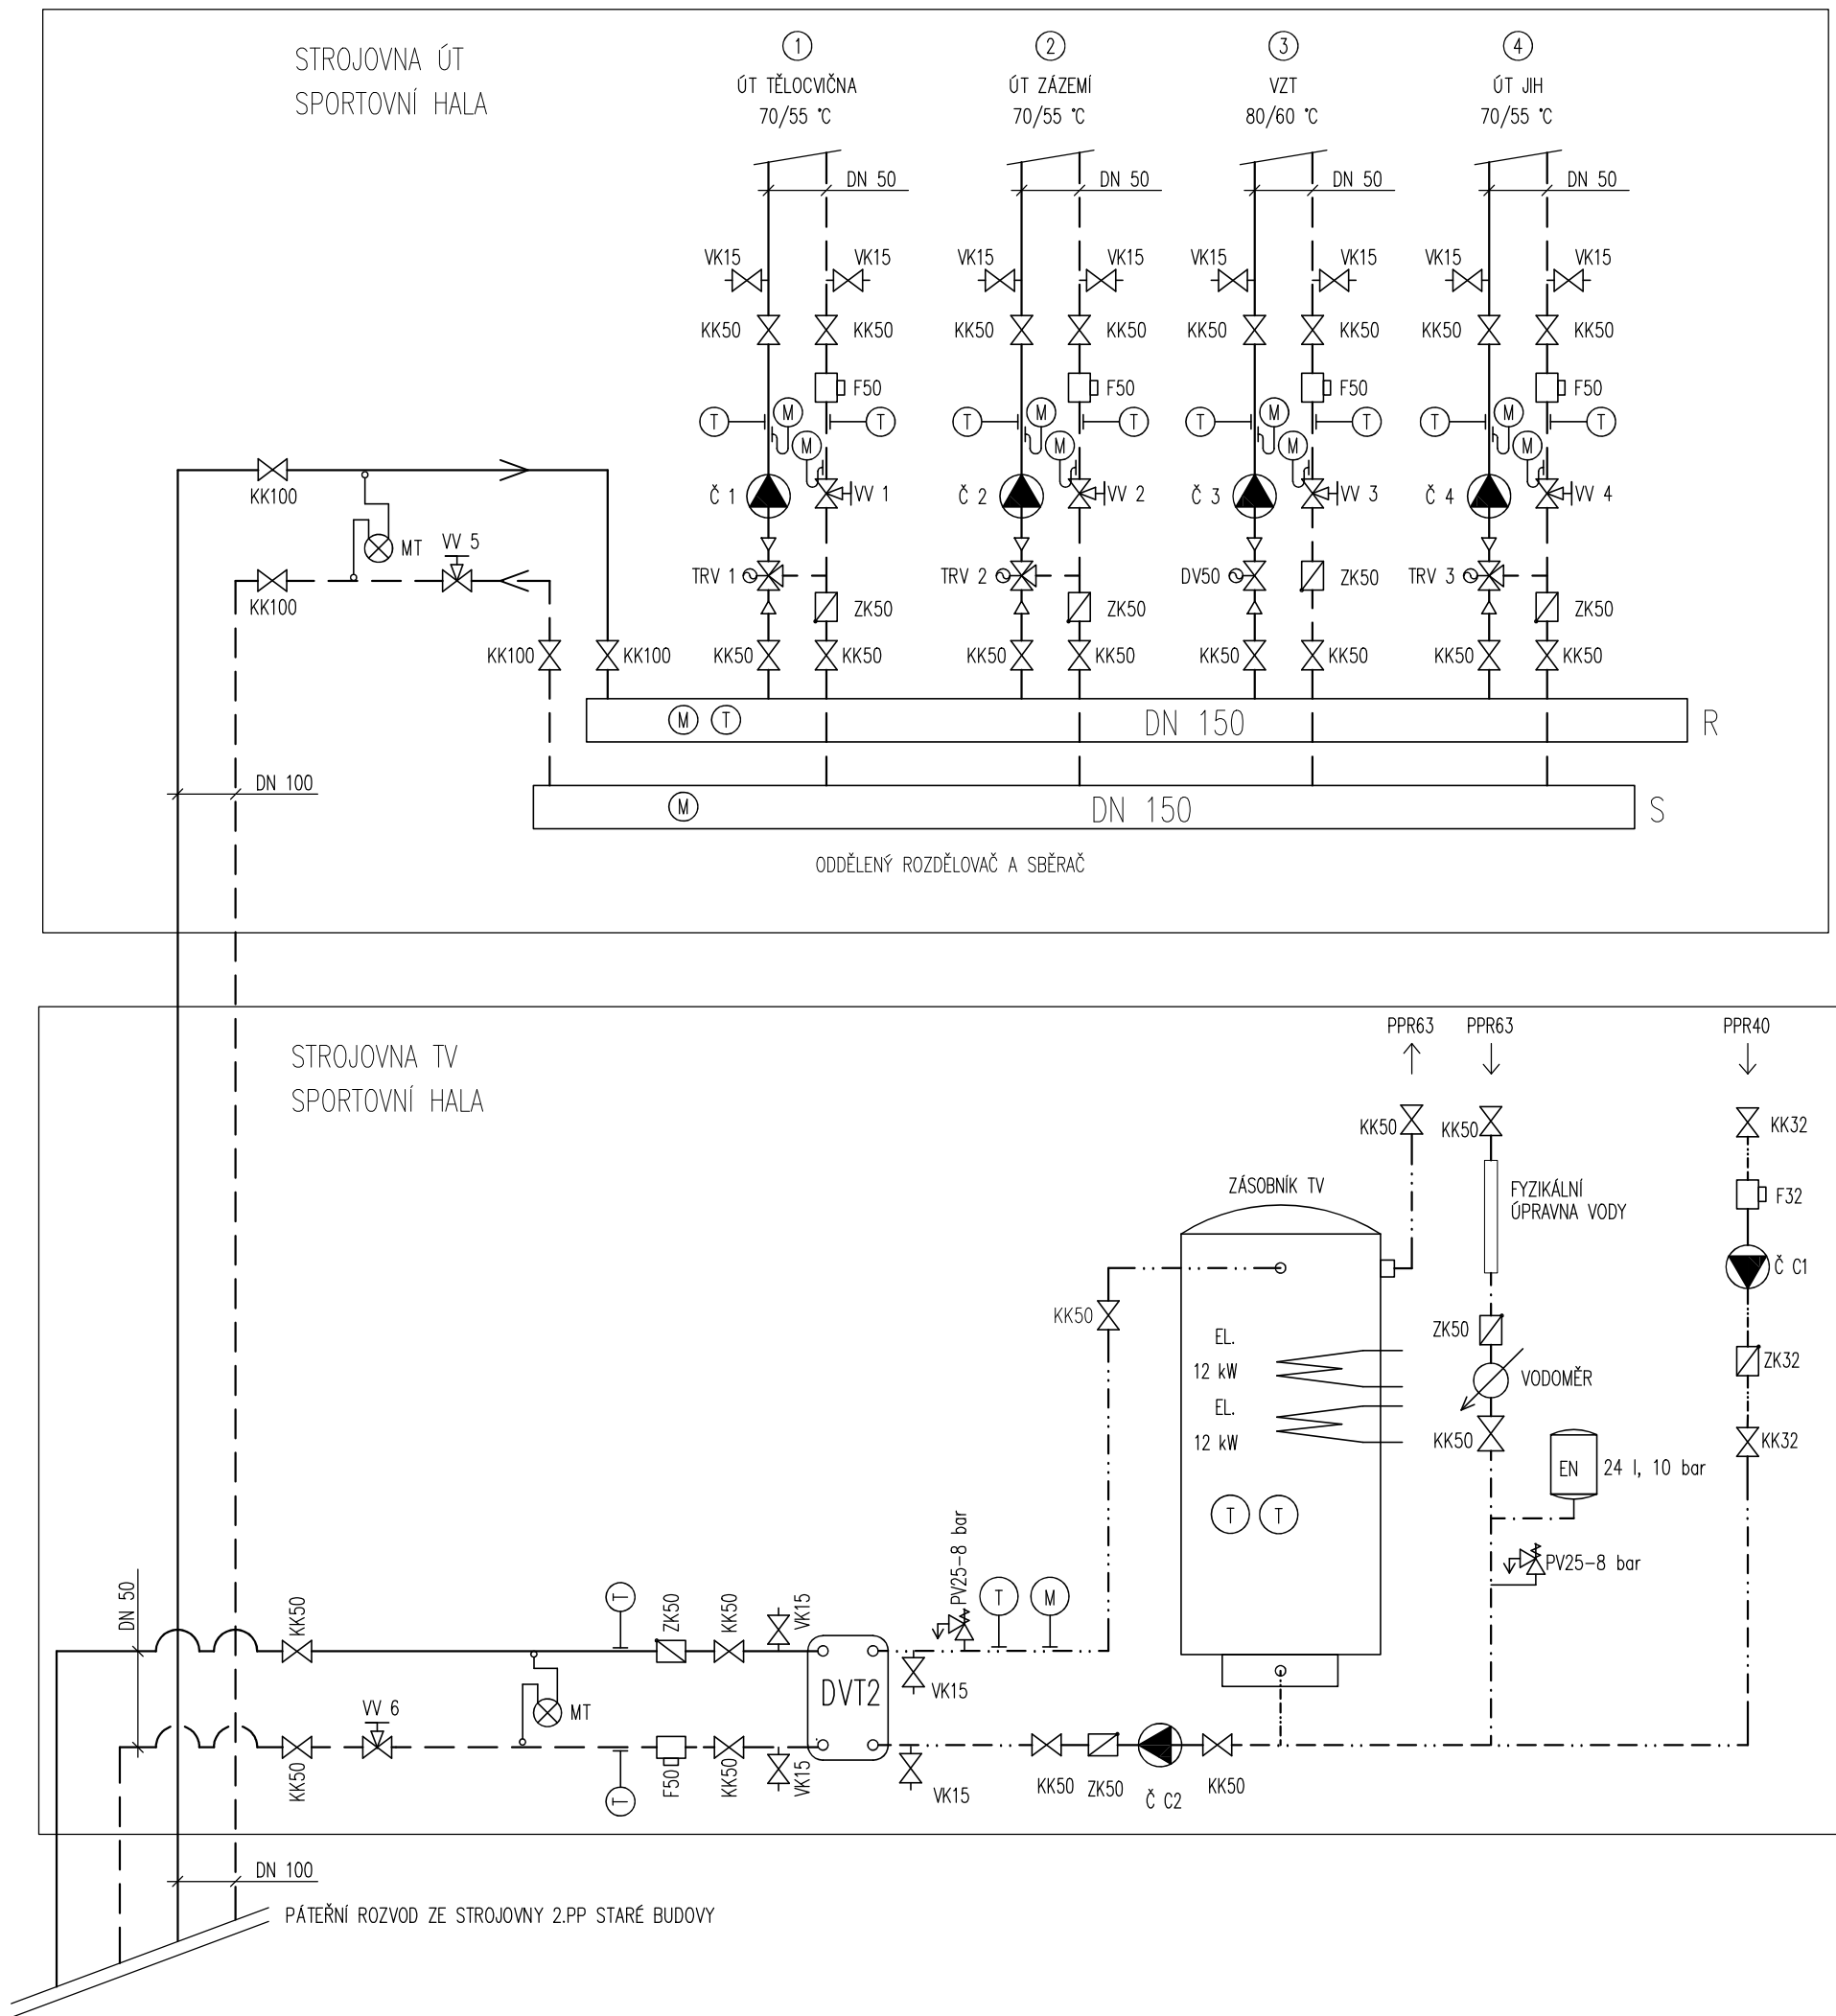 STROJOVNA ÚT
SPORTOVNÍ HALA
1
2
3
4
ÚT TĚLOCVIČNA
ÚT ZÁZEMÍ
VZT
ÚT JIH
70/55 °C
70/55 °C
80/60 °C
70/55 °C
DN 50
DN 50
DN 50
DN 50
VK15
VK15
VK15
VK15
VK15
VK15
VK15
VK15
KK50
KK50
KK50
KK50
KK50
KK50
KK50
KK50
F50
F50
F50
F50
T
M
T
T
M
T
T
M
T
T
M
T
M
M
M
M
KK100
Č 1
VV 1
Č 2
VV 2
Č 3
VV 3
Č 4
VV 4
MT
VV 5
TRV 1
TRV 2
DV50
ZK50
TRV 3
KK100
ZK50
ZK50
ZK50
KK100
KK100
KK50
KK50
KK50
KK50
KK50
KK50
KK50
KK50
M
T
DN 150
R
DN 100
M
DN 150
S
ODDĚLENÝ ROZDĚLOVAČ A SBĚRAČ
STROJOVNA TV
SPORTOVNÍ HALA
PPR63
PPR63
PPR40
KK50
KK50
KK32
ZÁSOBNÍK TV
FYZIKÁLNÍ
ÚPRAVNA VODY
F32
Č C1
KK50
EL.
12 kW
EL.
12 kW
ZK50
VODOMĚR
ZK32
KK50
KK32
EN
24 l, 10 bar
T
T
PV25-8 bar
PV25-8 bar
DN 50
KK50
T
ZK50
KK50
VK15
T
M
DVT2
VK15
MT
VV 6
KK50
T
F50
KK50
VK15
VK15
KK50
ZK50
Č C2
KK50
DN 100
PÁTEŘNÍ ROZVOD ZE STROJOVNY 2.PP STARÉ BUDOVY